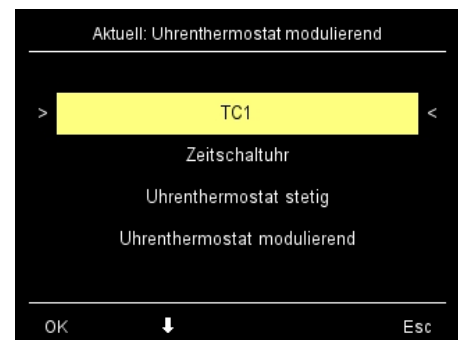 Aktuell: Uhrenthermostat modulierend
> TC1 <
Zeitschaltuhr
Uhrenthermostat stetig
Uhrenthermostat modulierend
OK ⬇ Esc